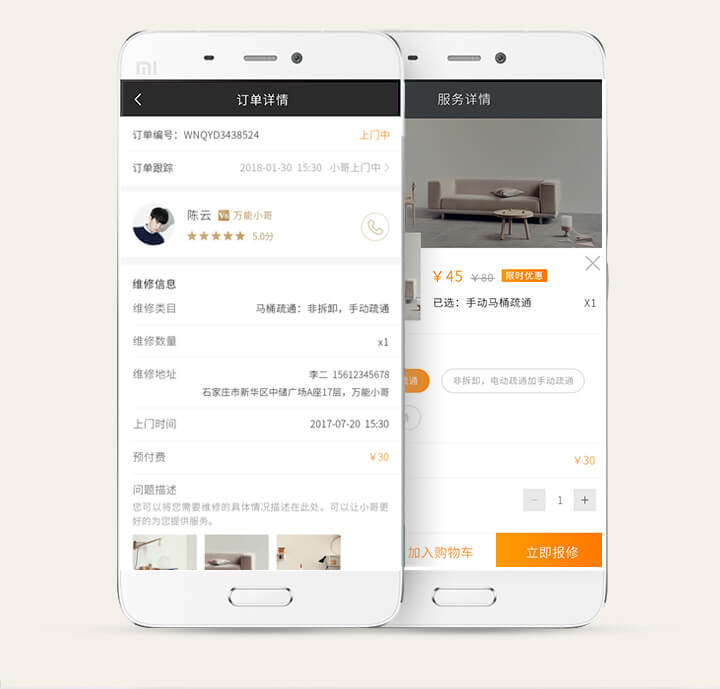 MI
订单详情
订单编号：WNQYD3438524 上门中
订单跟踪 2018-01-30 15:30 小哥上门中
陈云 V8 万能小哥
5.0分
维修信息
维修类目 马桶疏通：非拆卸，手动疏通
维修数量 x1
维修地址 李二 15612345678
石家庄市新华区中储广场A座17层，万能小哥
上门时间 2017-07-20 15:30
预付费 ￥30
问题描述
您可以将您需要维修的具体情况描述在此处。可以让小哥更
好的为您提供服务。
服务详情
￥45 ￥80 限时优惠
已选：手动马桶疏通 X1
疏通 非拆卸，电动疏通加手动疏通
￥30
− 1 +
加入购物车 立即报修